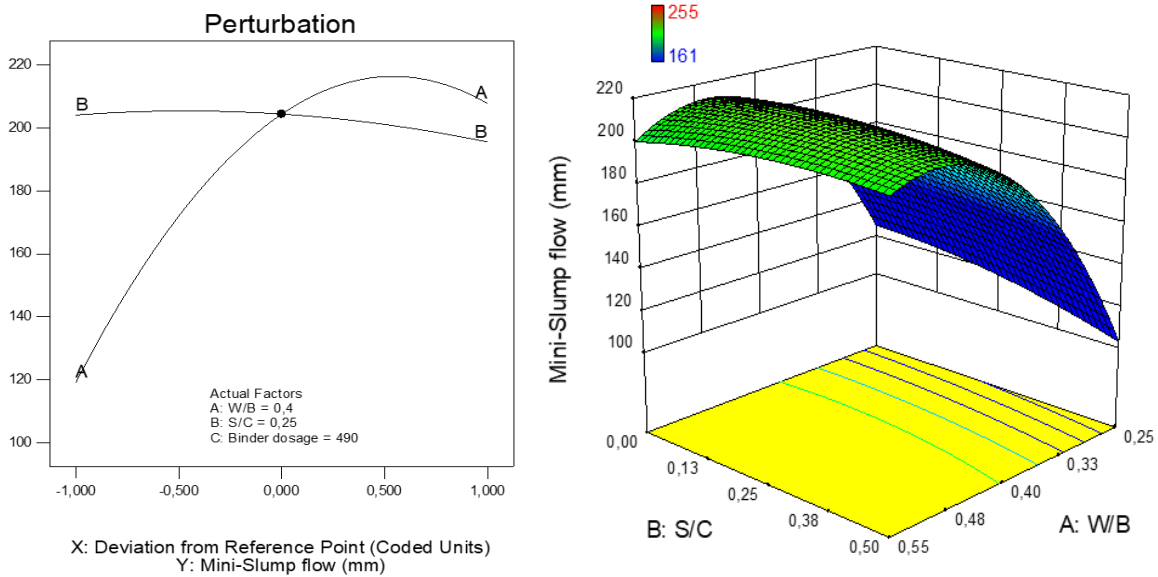 Perturbation
220
200
180
160
140
120
100
B
A
A
B
Actual Factors
A: W/B = 0,4
B: S/C = 0,25
C: Binder dosage = 490
-1,000
-0,500
0,000
0,500
1,000
X: Deviation from Reference Point (Coded Units)
Y: Mini-Slump flow (mm)
255
161
220
200
180
160
140
120
100
Mini-Slump flow (mm)
0,00
0,13
0,25
0,38
0,50
B: S/C
0,55
0,48
0,40
0,33
0,25
A: W/B